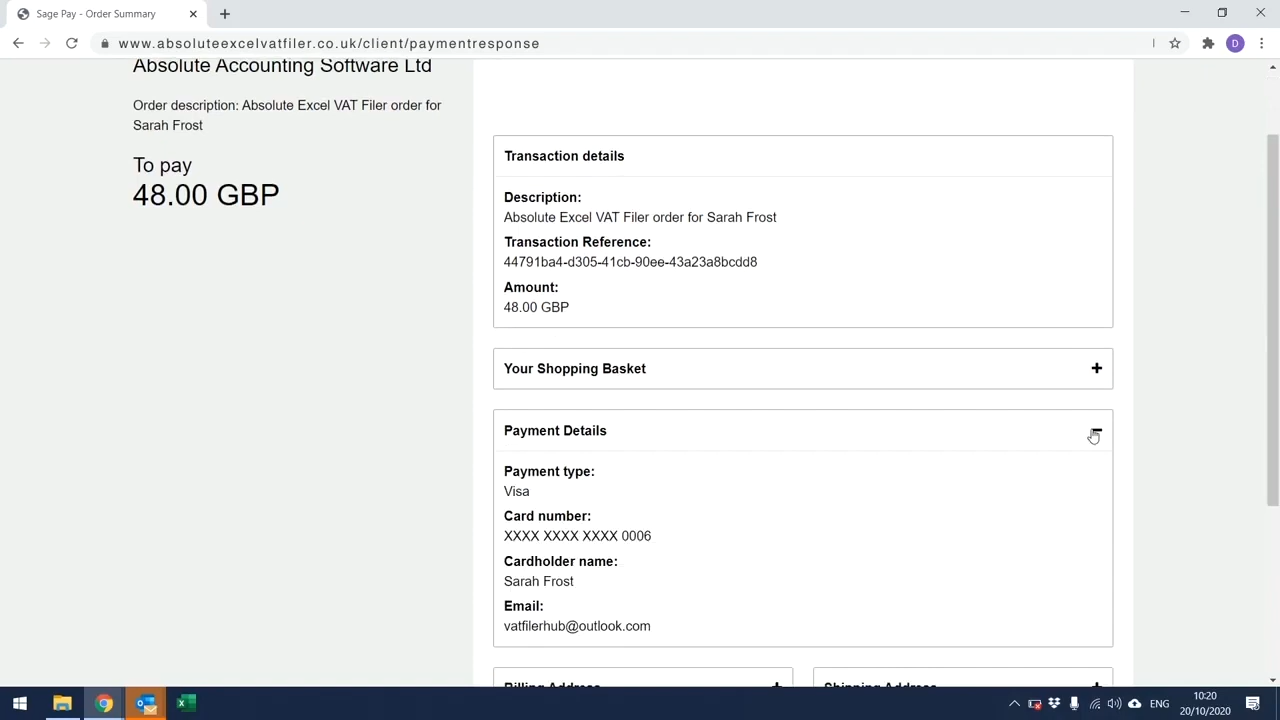 Sage Pay - Order Summary
www.absoluteexcelvatfiler.co.uk/client/paymentresponse
D
Absolute Accounting Software Ltd
Order description: Absolute Excel VAT Filer order for
Sarah Frost
To pay
48.00 GBP
Transaction details
Description:
Absolute Excel VAT Filer order for Sarah Frost
Transaction Reference:
44791ba4-d305-41cb-90ee-43a23a8bcdd8
Amount:
48.00 GBP
Your Shopping Basket
Payment Details
Payment type:
Visa
Card number:
XXXX XXXX XXXX 0006
Cardholder name:
Sarah Frost
Email:
vatfilerhub@outlook.com
Billing Address
Shipping Address
ENG
10:20
20/10/2020